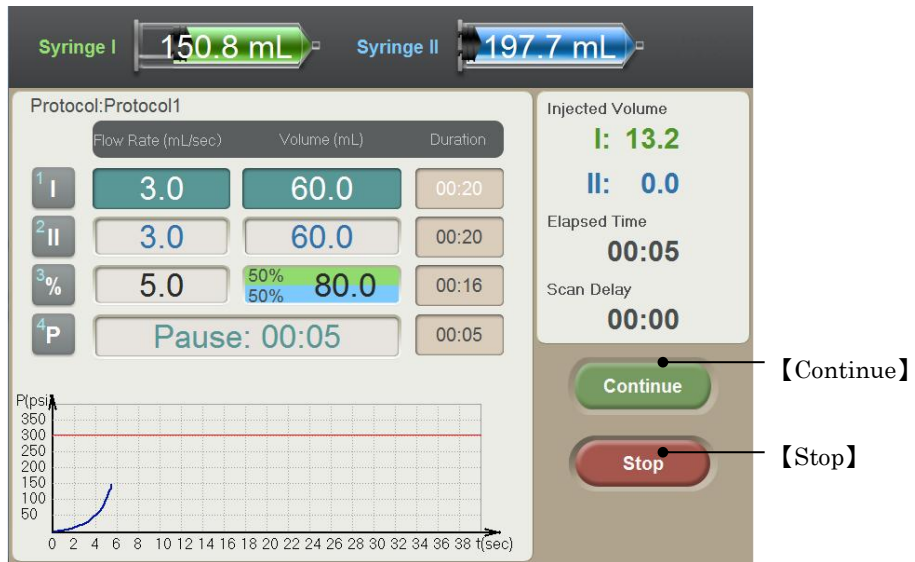 Syringe I 150.8 mL Syringe II 197.7 mL
Protocol:Protocol1
Flow Rate (mL/sec) Volume (mL) Duration
1 I 3.0 60.0 00:20
2 II 3.0 60.0 00:20
3 % 5.0 50% 50% 80.0 00:16
4 P Pause: 00:05 00:05
Injected Volume
I: 13.2
II: 0.0
Elapsed Time
00:05
Scan Delay
00:00
Continue 【Continue】
Stop 【Stop】
P(psi)
350
300
250
200
150
100
50
0 2 4 6 8 10 12 14 16 18 20 22 24 26 28 30 32 34 36 38 t(sec)